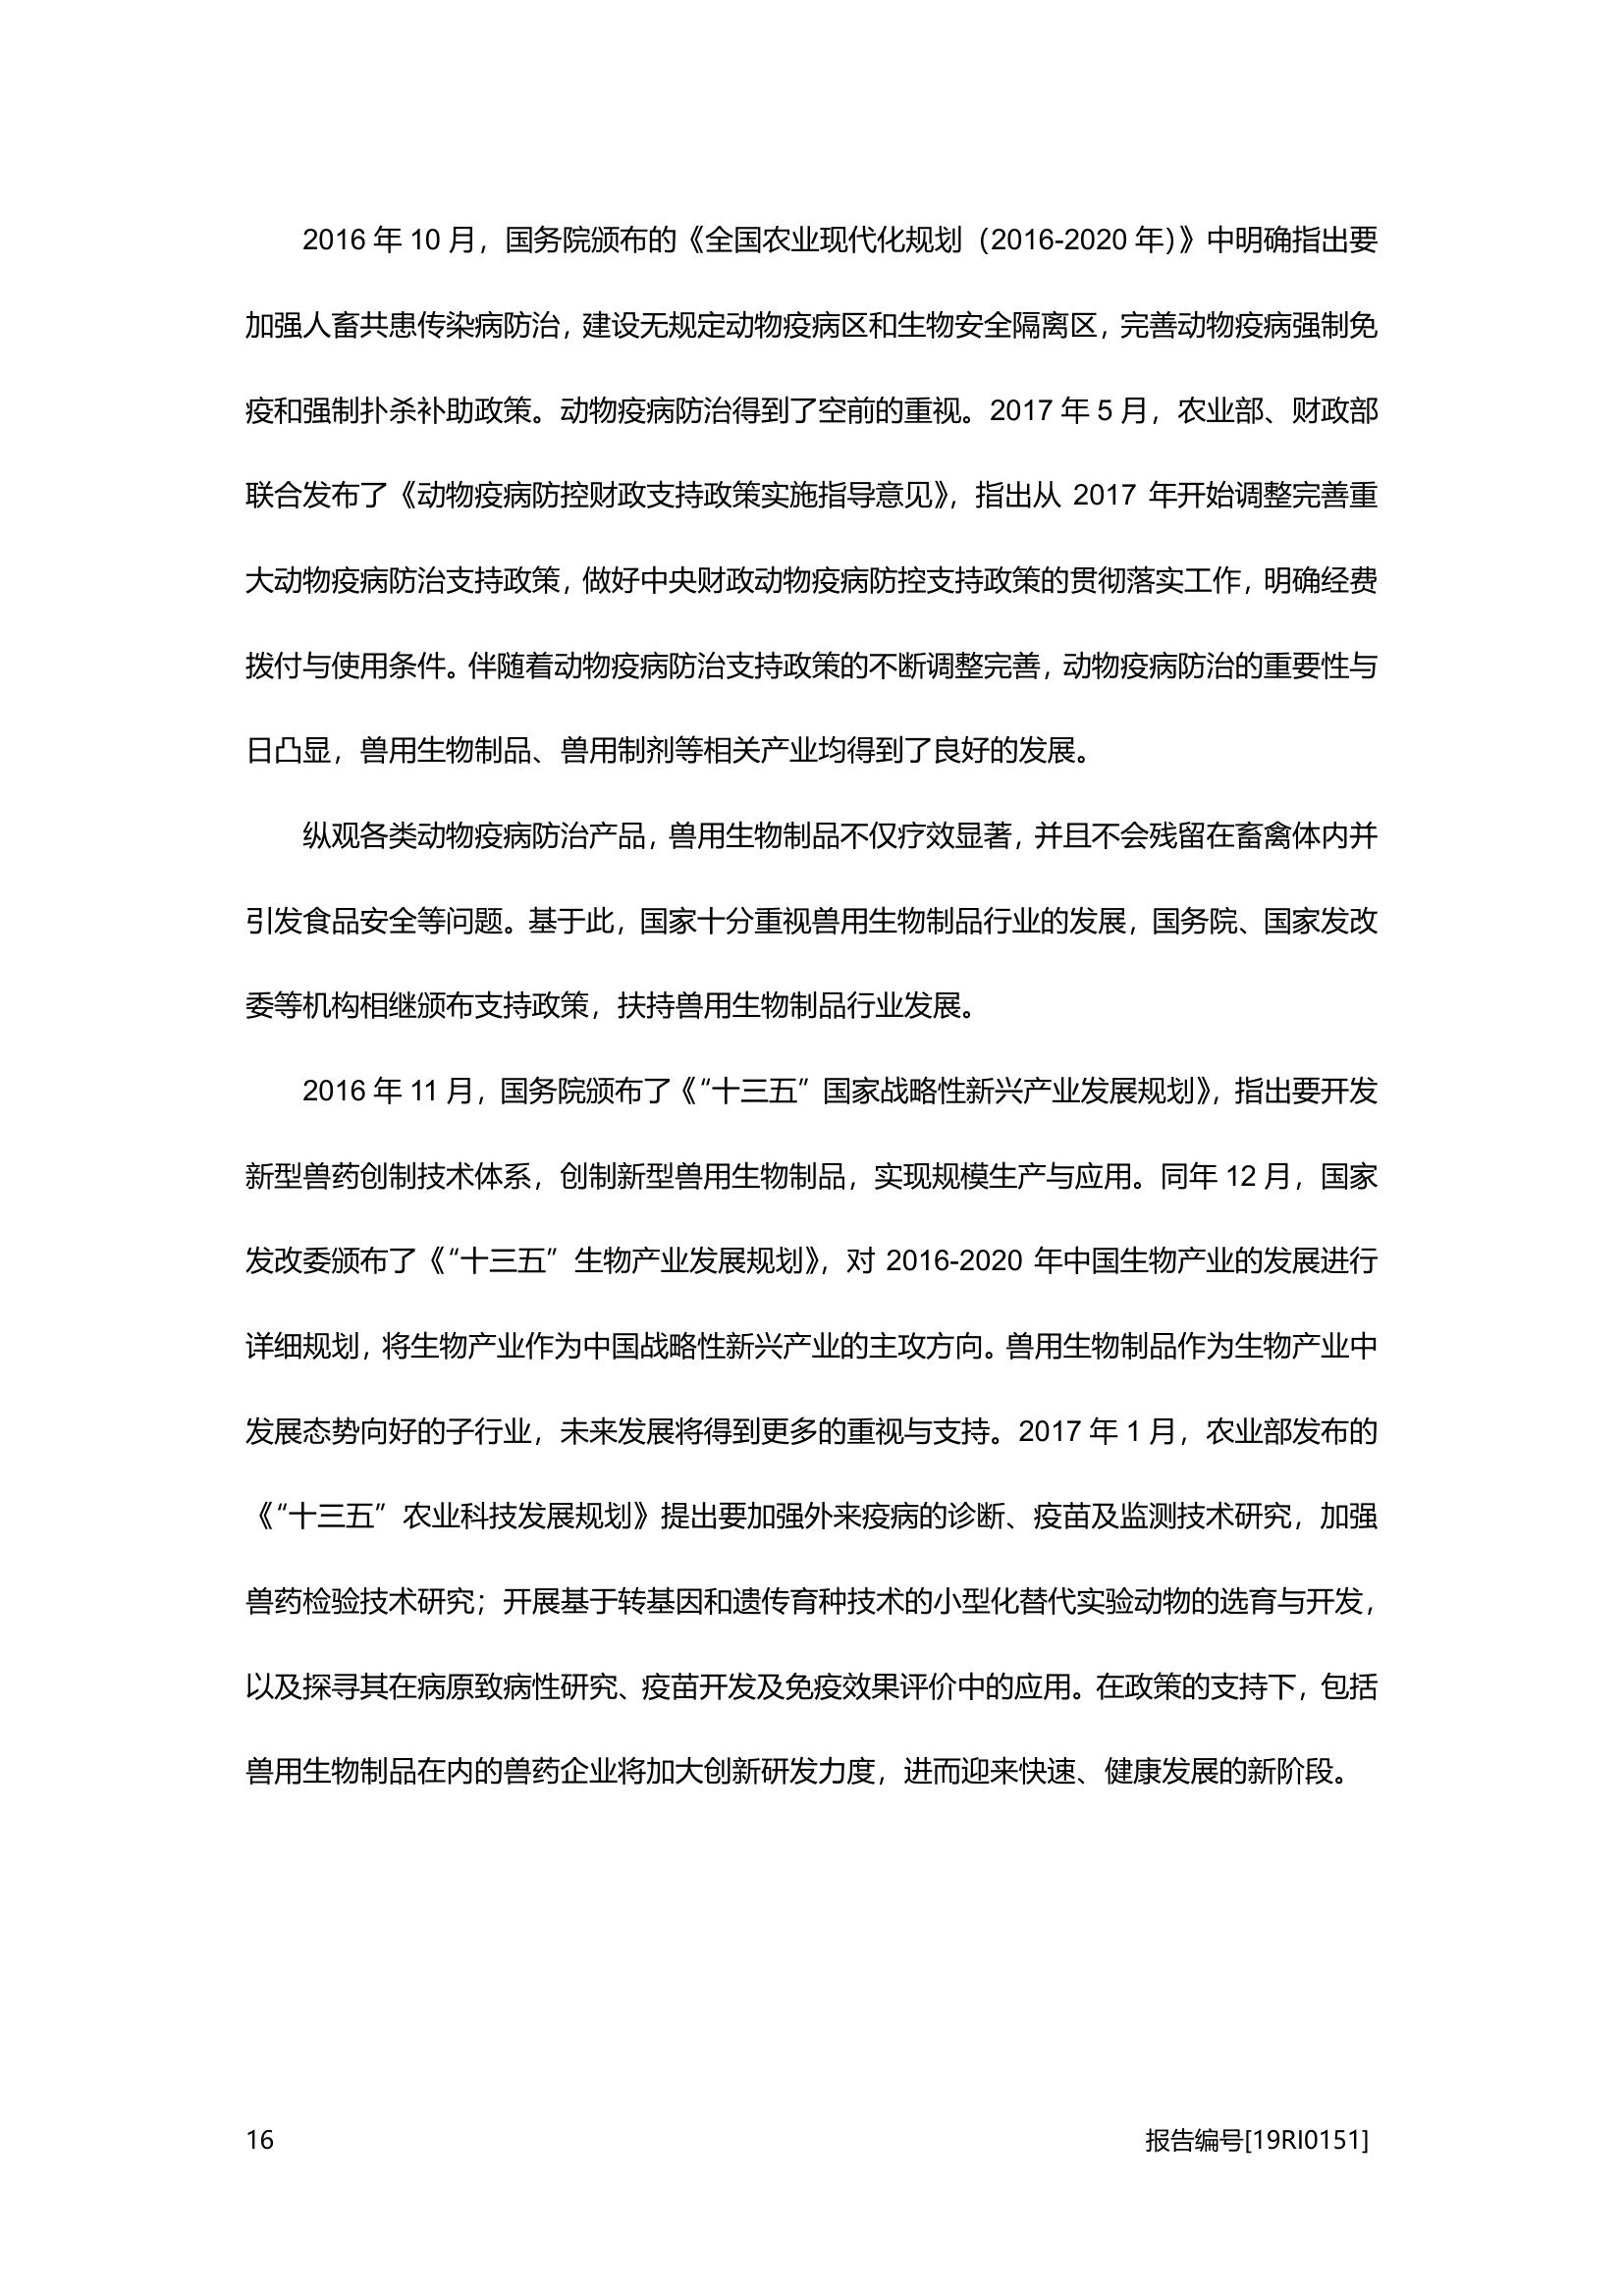 2016 年 10 月，国务院颁布的《全国农业现代化规划（2016-2020 年）》中明确指出要
加强人畜共患传染病防治，建设无规定动物疫病区和生物安全隔离区，完善动物疫病强制免
疫和强制扑杀补助政策。动物疫病防治得到了空前的重视。2017 年 5 月，农业部、财政部
联合发布了《动物疫病防控财政支持政策实施指导意见》，指出从 2017 年开始调整完善重
大动物疫病防治支持政策，做好中央财政动物疫病防控支持政策的贯彻落实工作，明确经费
拨付与使用条件。伴随着动物疫病防治支持政策的不断调整完善，动物疫病防治的重要性与
日凸显，兽用生物制品、兽用制剂等相关产业均得到了良好的发展。
纵观各类动物疫病防治产品，兽用生物制品不仅疗效显著，并且不会残留在畜禽体内并
引发食品安全等问题。基于此，国家十分重视兽用生物制品行业的发展，国务院、国家发改
委等机构相继颁布支持政策，扶持兽用生物制品行业发展。
2016 年 11 月，国务院颁布了《“十三五”国家战略性新兴产业发展规划》，指出要开发
新型兽药创制技术体系，创制新型兽用生物制品，实现规模生产与应用。同年 12 月，国家
发改委颁布了《“十三五”生物产业发展规划》，对 2016-2020 年中国生物产业的发展进行
详细规划，将生物产业作为中国战略性新兴产业的主攻方向。兽用生物制品作为生物产业中
发展态势向好的子行业，未来发展将得到更多的重视与支持。2017 年 1 月，农业部发布的
《“十三五”农业科技发展规划》提出要加强外来疫病的诊断、疫苗及监测技术研究，加强
兽药检验技术研究；开展基于转基因和遗传育种技术的小型化替代实验动物的选育与开发，
以及探寻其在病原致病性研究、疫苗开发及免疫效果评价中的应用。在政策的支持下，包括
兽用生物制品在内的兽药企业将加大创新研发力度，进而迎来快速、健康发展的新阶段。
16
报告编号[19RI0151]